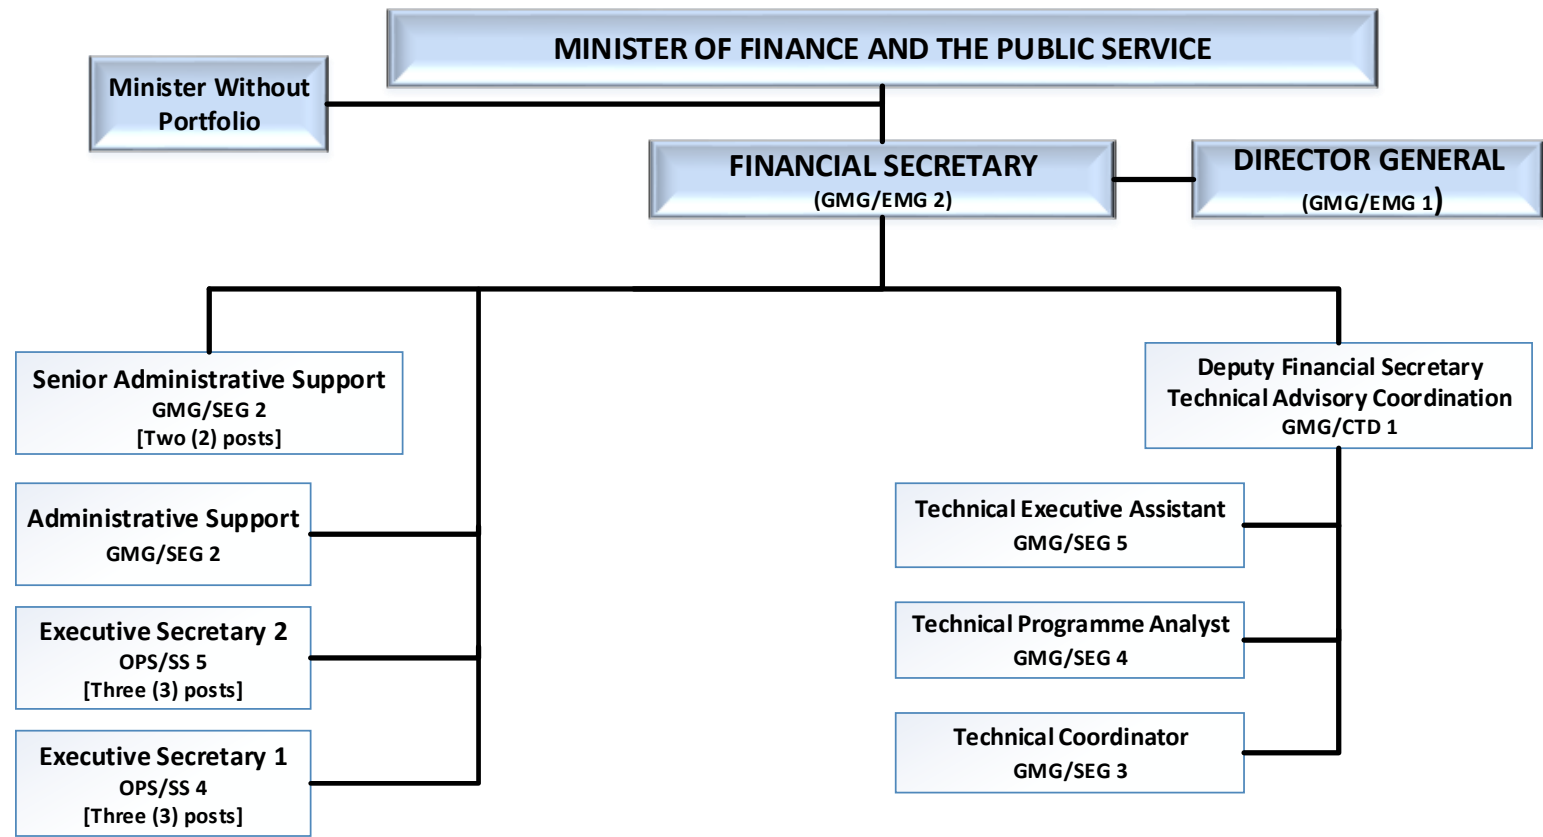 MINISTER OF FINANCE AND THE PUBLIC SERVICE
Minister Without
Portfolio
FINANCIAL SECRETARY
(GMG/EMG 2)
DIRECTOR GENERAL
(GMG/EMG 1)
Senior Administrative Support
GMG/SEG 2
[Two (2) posts]
Administrative Support
GMG/SEG 2
Executive Secretary 2
OPS/SS 5
[Three (3) posts]
Executive Secretary 1
OPS/SS 4
[Three (3) posts]
Deputy Financial Secretary
Technical Advisory Coordination
GMG/CTD 1
Technical Executive Assistant
GMG/SEG 5
Technical Programme Analyst
GMG/SEG 4
Technical Coordinator
GMG/SEG 3